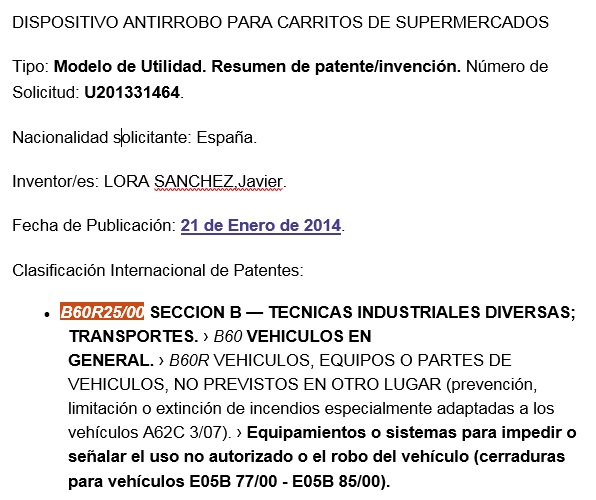 DISPOSITIVO ANTIRROBO PARA CARRITOS DE SUPERMERCADOS
Tipo: Modelo de Utilidad. Resumen de patente/invención. Número de
Solicitud: U201331464.
Nacionalidad solicitante: España.
Inventor/es: LORA SANCHEZ,Javier.
Fecha de Publicación: 21 de Enero de 2014.
Clasificación Internacional de Patentes:
• B60R25/00 SECCION B — TECNICAS INDUSTRIALES DIVERSAS;
TRANSPORTES. › B60 VEHICULOS EN
GENERAL. › B60R VEHICULOS, EQUIPOS O PARTES DE
VEHICULOS, NO PREVISTOS EN OTRO LUGAR (prevención,
limitación o extinción de incendios especialmente adaptadas a los
vehículos A62C 3/07). › Equipamientos o sistemas para impedir o
señalar el uso no autorizado o el robo del vehículo (cerraduras
para vehículos E05B 77/00 - E05B 85/00).